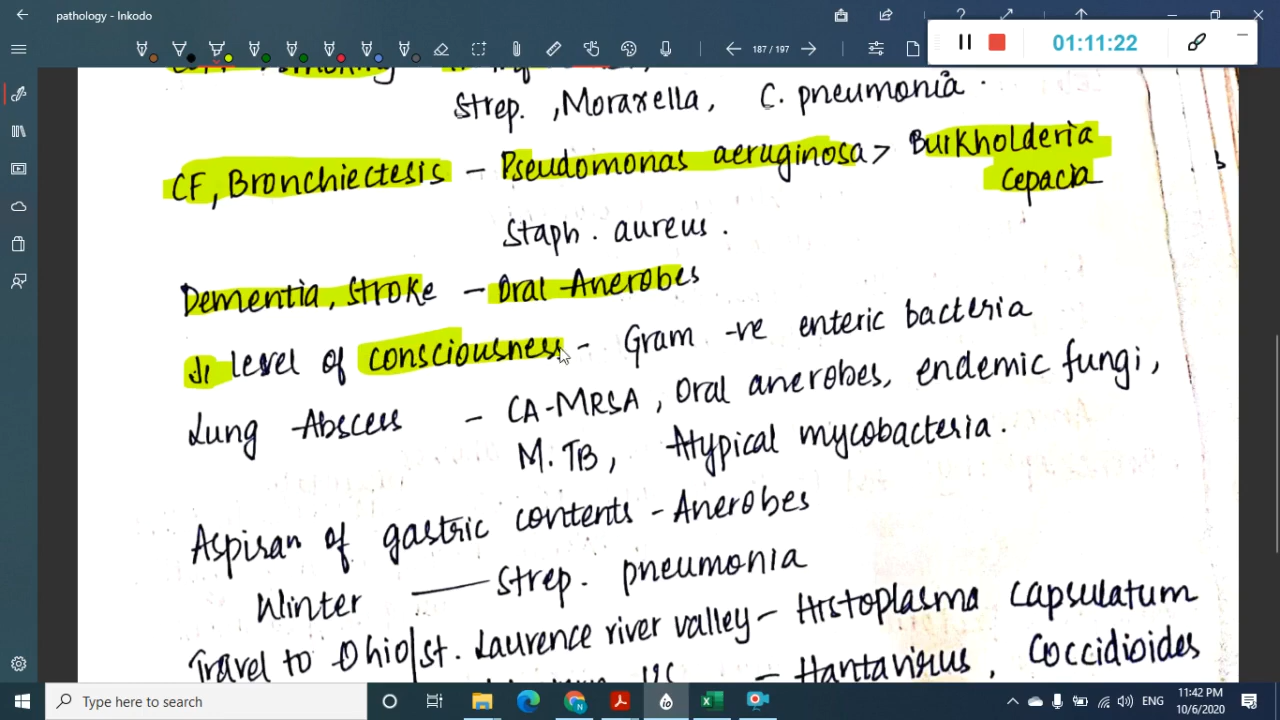 pathology - Inkodo
187 / 197
01:11:22
Strep. , Moraxella, C. pneumonia.
CF, Bronchiectesis - Pseudomonas aeruginosa > Burkholderia
cepacia
Staph. aureus.
Dementia, Stroke - Oral Anerobes
level of consciousness - Gram -ve enteric bacteria
Lung Abscess - CA-MRSA, Oral anerobes, endemic fungi,
M. TB, Atypical mycobacteria.
Aspiran of gastric contents - Anerobes
Winter — Strep. pneumonia
Travel to Ohio/st. Laurence river valley - Histoplasma capsulatum
- Hantavirus, Coccidioides
Type here to search
ENG
11:42 PM
10/6/2020